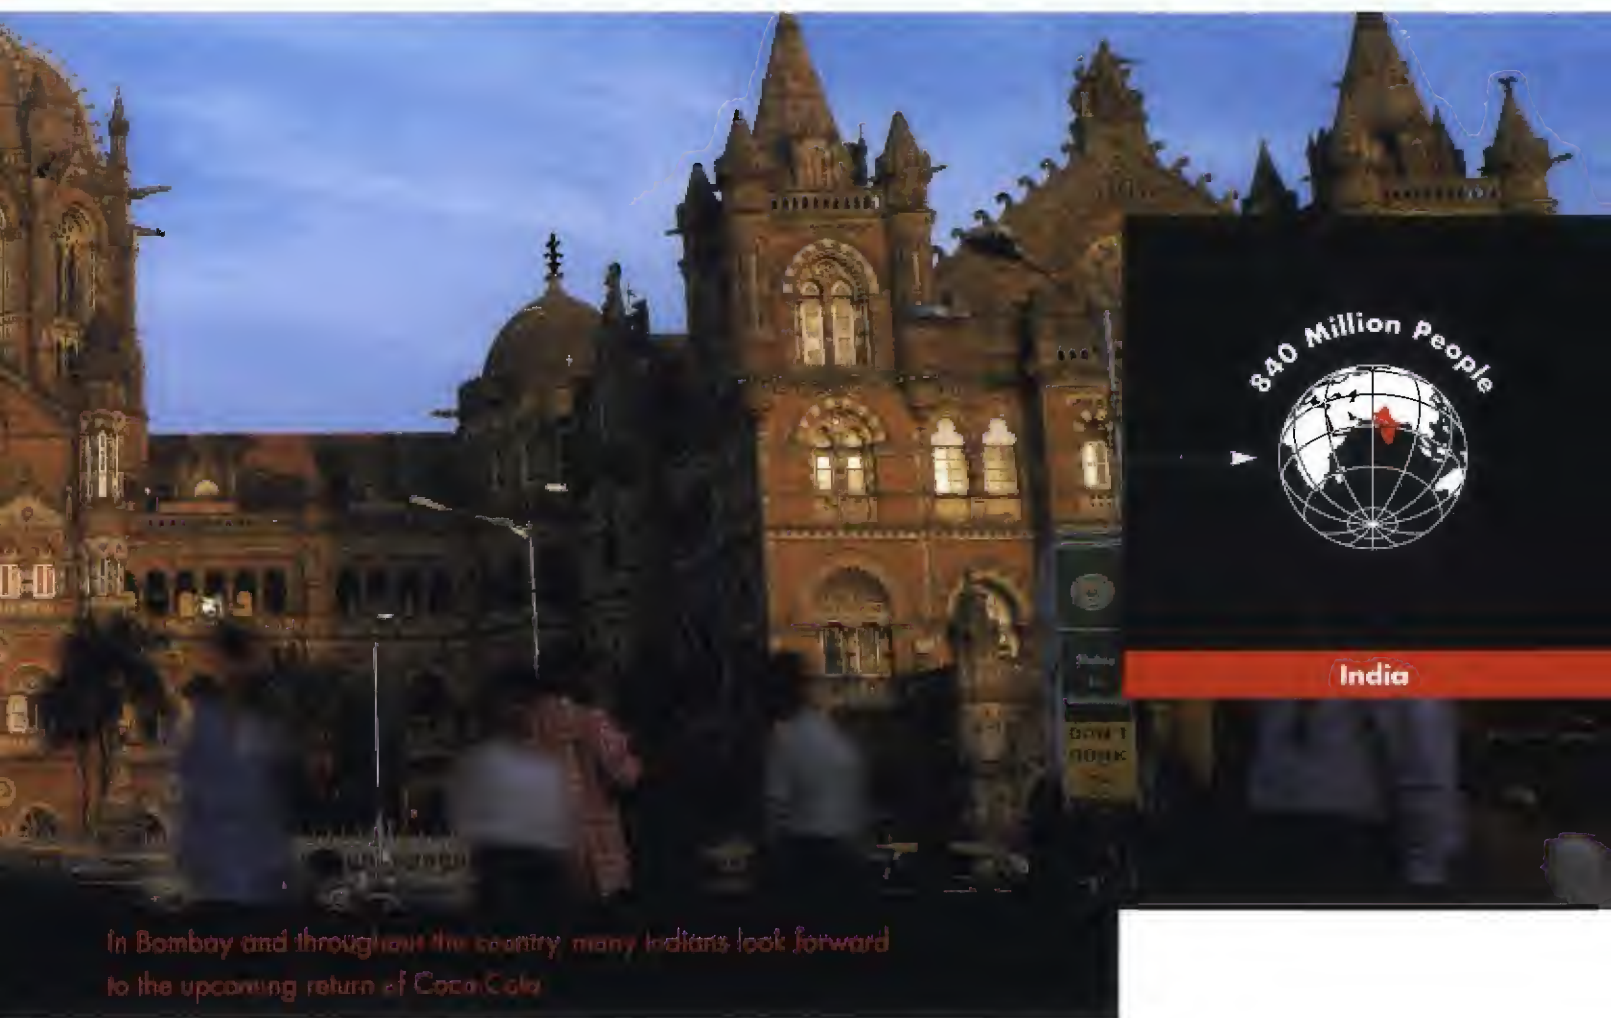 840 Million People
India
DON'T
In Bombay and throughout the country many Indians look forward
to the upcoming return of Coca-Cola